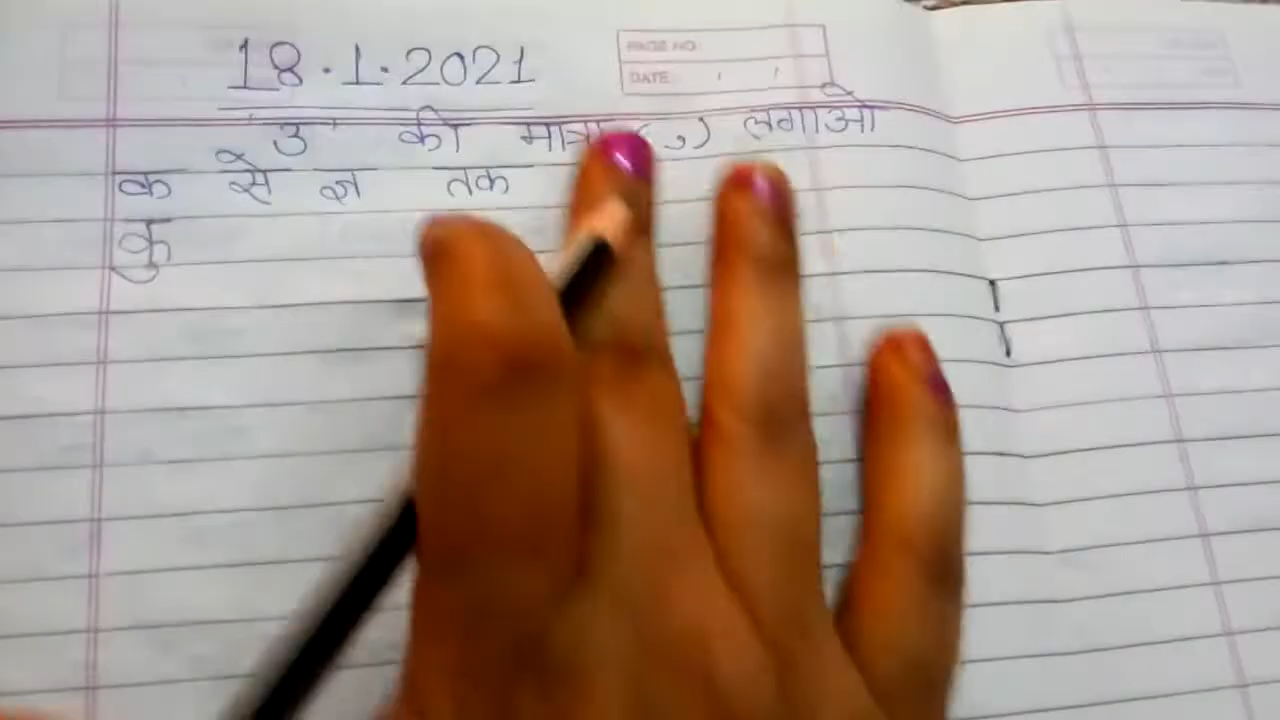 18.1.2021
PAGE NO:
DATE:
'उ' की मात्रा ( ु) लगाओ
क से ज्ञ तक
कु